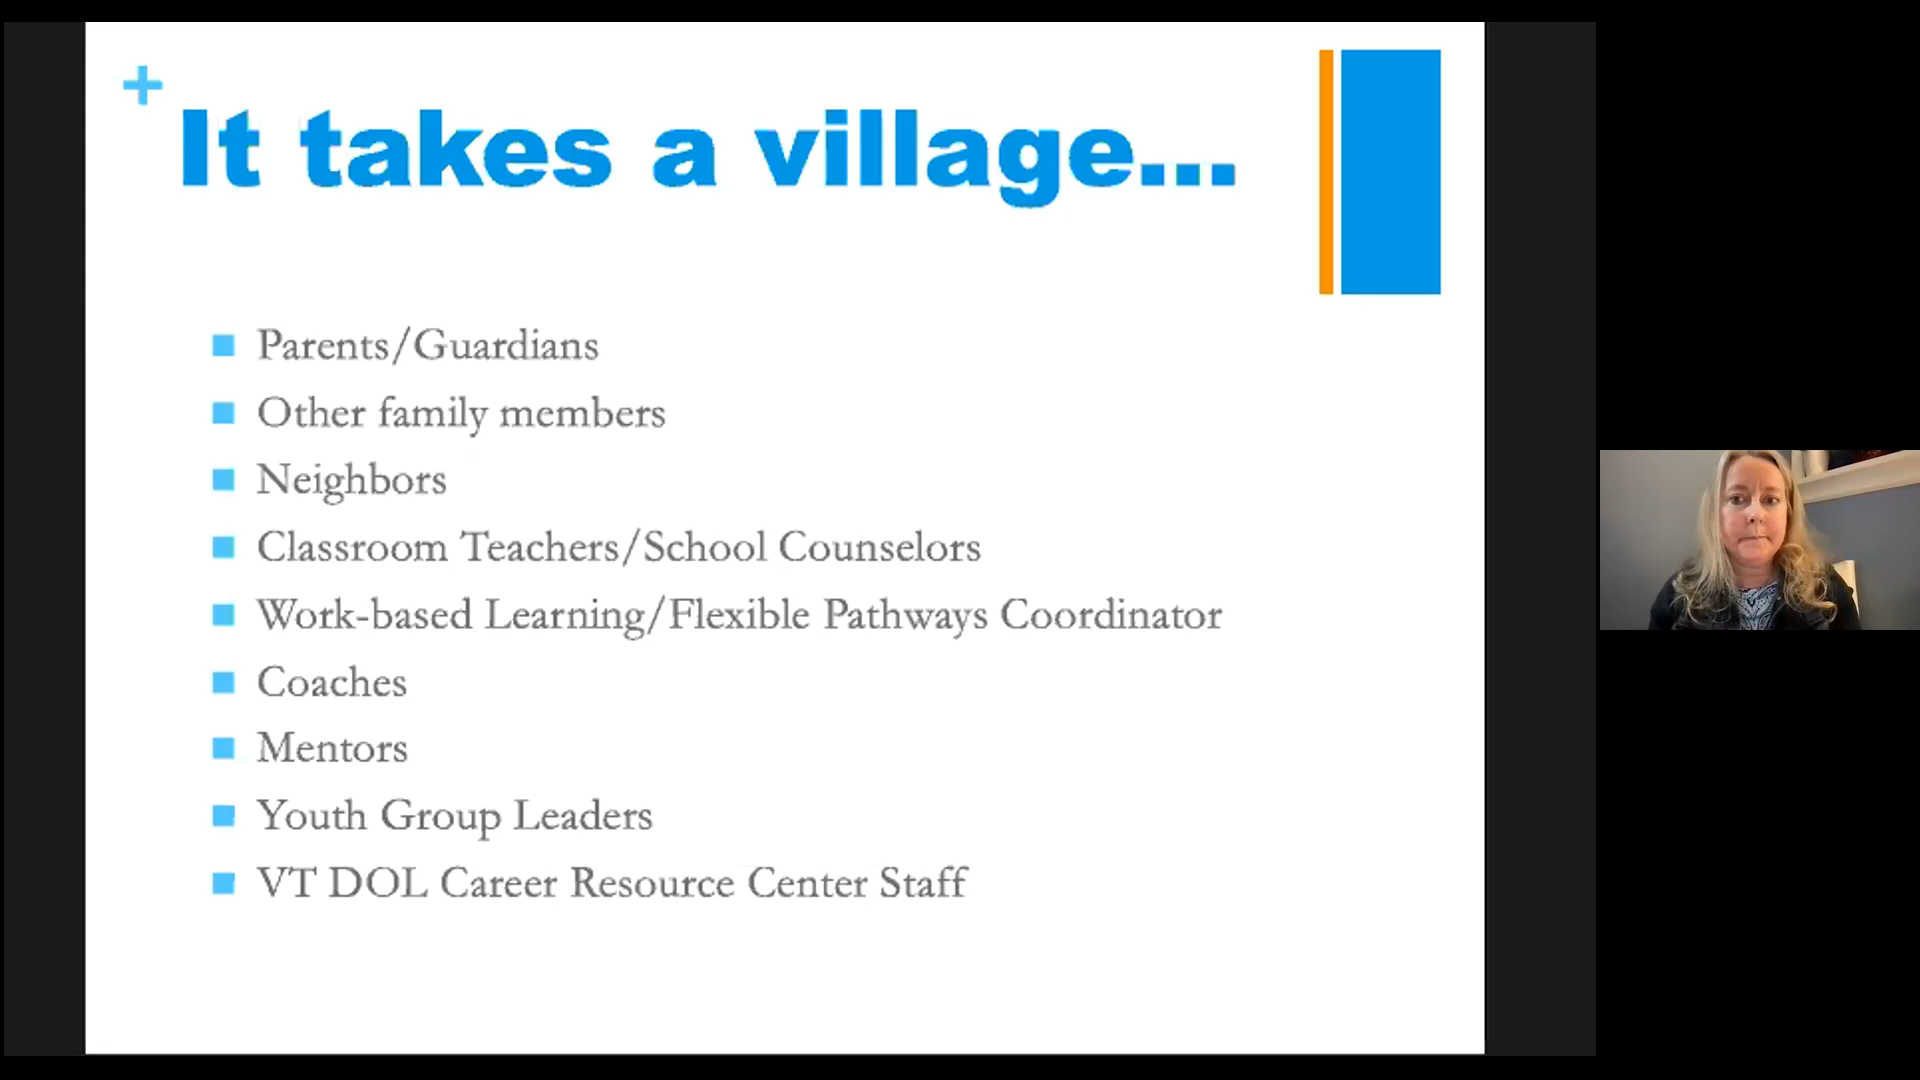 It takes a village...
Parents/Guardians
Other family members
Neighbors
Classroom Teachers/School Counselors
Work-based Learning/Flexible Pathways Coordinator
Coaches
Mentors
Youth Group Leaders
VT DOL Career Resource Center Staff